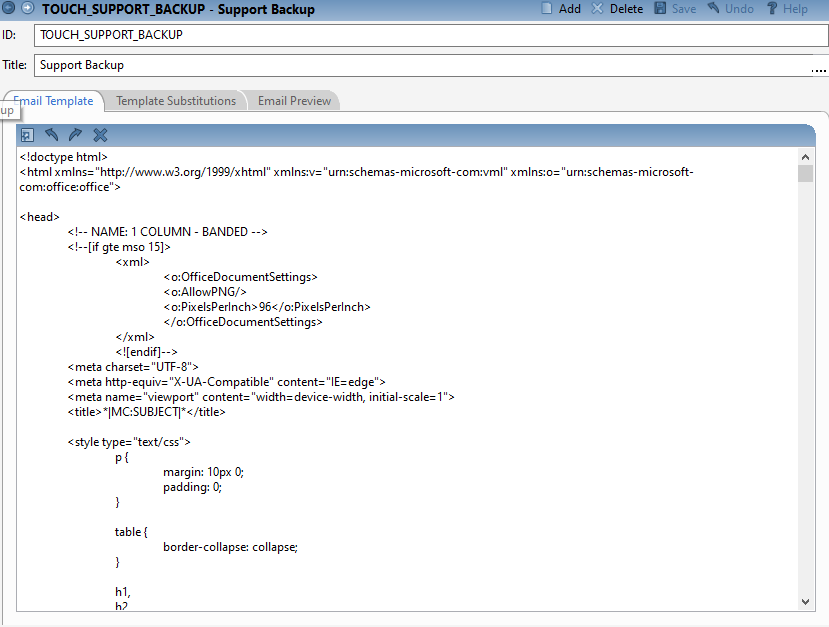 TOUCH_SUPPORT_BACKUP - Support Backup
Add Delete Save Undo Help
ID: TOUCH_SUPPORT_BACKUP
Title: Support Backup ...
Email Template Template Substitutions Email Preview
up
<!doctype html>
<html xmlns="http://www.w3.org/1999/xhtml" xmlns:v="urn:schemas-microsoft-com:vml" xmlns:o="urn:schemas-microsoft-
com:office:office">
<head>
<!-- NAME: 1 COLUMN - BANDED -->
<!--[if gte mso 15]>
<xml>
<o:OfficeDocumentSettings>
<o:AllowPNG/>
<o:PixelsPerInch>96</o:PixelsPerInch>
</o:OfficeDocumentSettings>
</xml>
<![endif]-->
<meta charset="UTF-8">
<meta http-equiv="X-UA-Compatible" content="IE=edge">
<meta name="viewport" content="width=device-width, initial-scale=1">
<title>*|MC:SUBJECT|*</title>
<style type="text/css">
p {
margin: 10px 0;
padding: 0;
}
table {
border-collapse: collapse;
}
h1,
h2